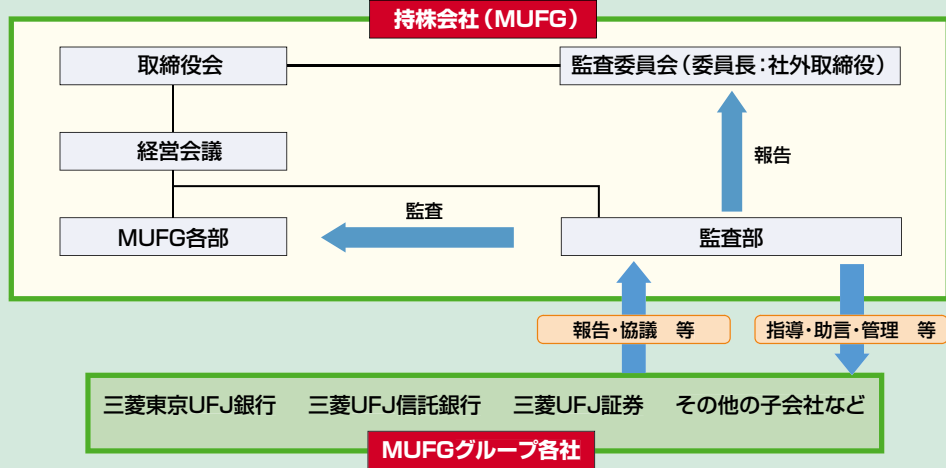 持株会社(MUFG)
取締役会
監査委員会(委員長:社外取締役)
経営会議
報告
監査
MUFG各部
監査部
報告・協議 等
指導・助言・管理 等
三菱東京UFJ銀行 三菱UFJ信託銀行 三菱UFJ証券 その他の子会社など
MUFGグループ各社